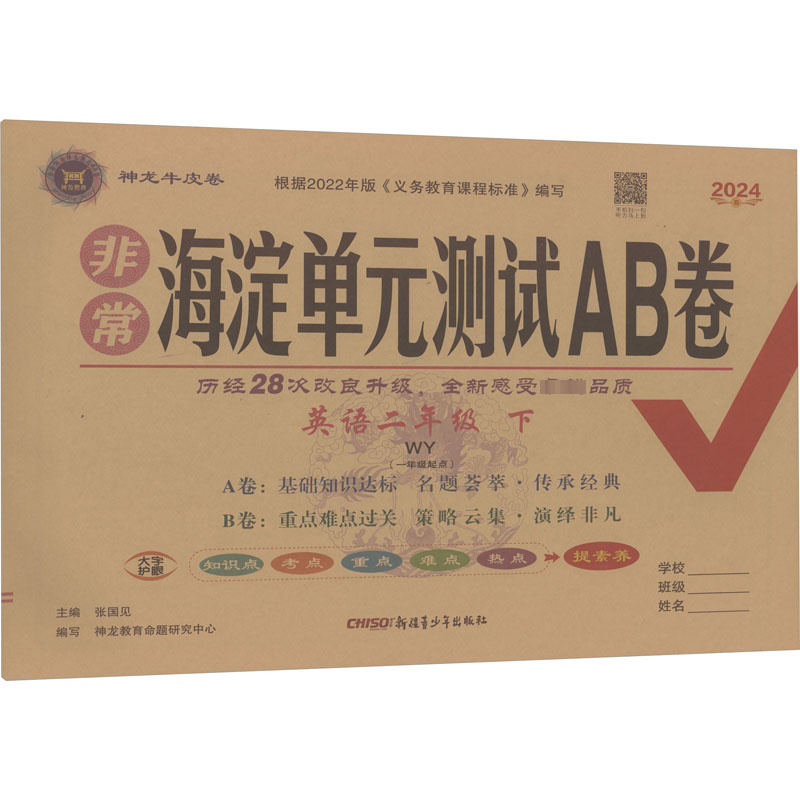 神龙教育
神龙牛皮卷
根据2022年版《义务教育课程标准》编写
2024
非常
海淀单元测试AB卷
历经28次改良升级,全新感受品质
英语二年级 下
WY
(一年级起点)
A卷:基础知识达标 名题荟萃·传承经典
B卷:重点难点过关 策略云集·演绎非凡
大字护眼
知识点 考点 重点 难点 热点 提素养
学校
班级
姓名
主编 张国见
编写 神龙教育命题研究中心
CHISO 新疆青少年出版社